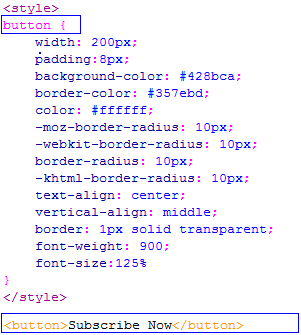 <style>
button {
width: 200px;
padding:8px;
background-color: #428bca;
border-color: #357ebd;
color: #ffffff;
-moz-border-radius: 10px;
-webkit-border-radius: 10px;
border-radius: 10px;
-khtml-border-radius: 10px;
text-align: center;
vertical-align: middle;
border: 1px solid transparent;
font-weight: 900;
font-size:125%
}
</style>
<button>Subscribe Now</button>